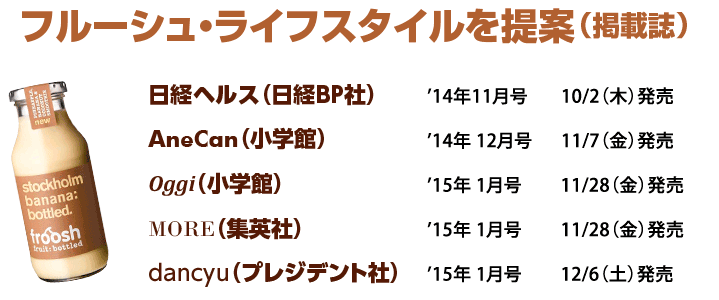 フルーシュ・ライフスタイルを提案（掲載誌）
日経ヘルス（日経BP社） ’14年11月号 10/2（木）発売
AneCan（小学館） ’14年 12月号 11/7（金）発売
Oggi（小学館） ’15年 1月号 11/28（金）発売
MORE（集英社） ’15年 1月号 11/28（金）発売
dancyu（プレジデント社） ’15年 1月号 12/6（土）発売
new
stockholm
banana:
bottled.
froosh
fruit:bottled